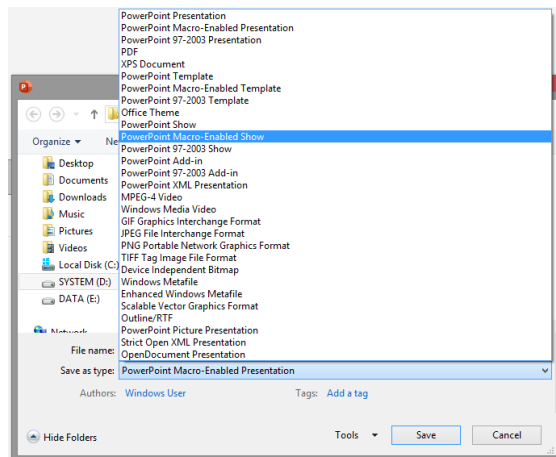 PowerPoint Presentation
PowerPoint Macro-Enabled Presentation
PowerPoint 97-2003 Presentation
PDF
XPS Document
PowerPoint Template
PowerPoint Macro-Enabled Template
PowerPoint 97-2003 Template
Office Theme
PowerPoint Show
PowerPoint Macro-Enabled Show
PowerPoint 97-2003 Show
PowerPoint Add-in
PowerPoint 97-2003 Add-in
PowerPoint XML Presentation
MPEG-4 Video
Windows Media Video
GIF Graphics Interchange Format
JPEG File Interchange Format
PNG Portable Network Graphics Format
TIFF Tag Image File Format
Device Independent Bitmap
Windows Metafile
Enhanced Windows Metafile
Scalable Vector Graphics Format
Outline/RTF
PowerPoint Picture Presentation
Strict Open XML Presentation
OpenDocument Presentation
Organize Ne
Desktop
Documents
Downloads
Music
Pictures
Videos
Local Disk (C:)
SYSTEM (D:)
DATA (E:)
Network
File name:
Save as type: PowerPoint Macro-Enabled Presentation
Authors: Windows User Tags: Add a tag
Hide Folders Tools Save Cancel